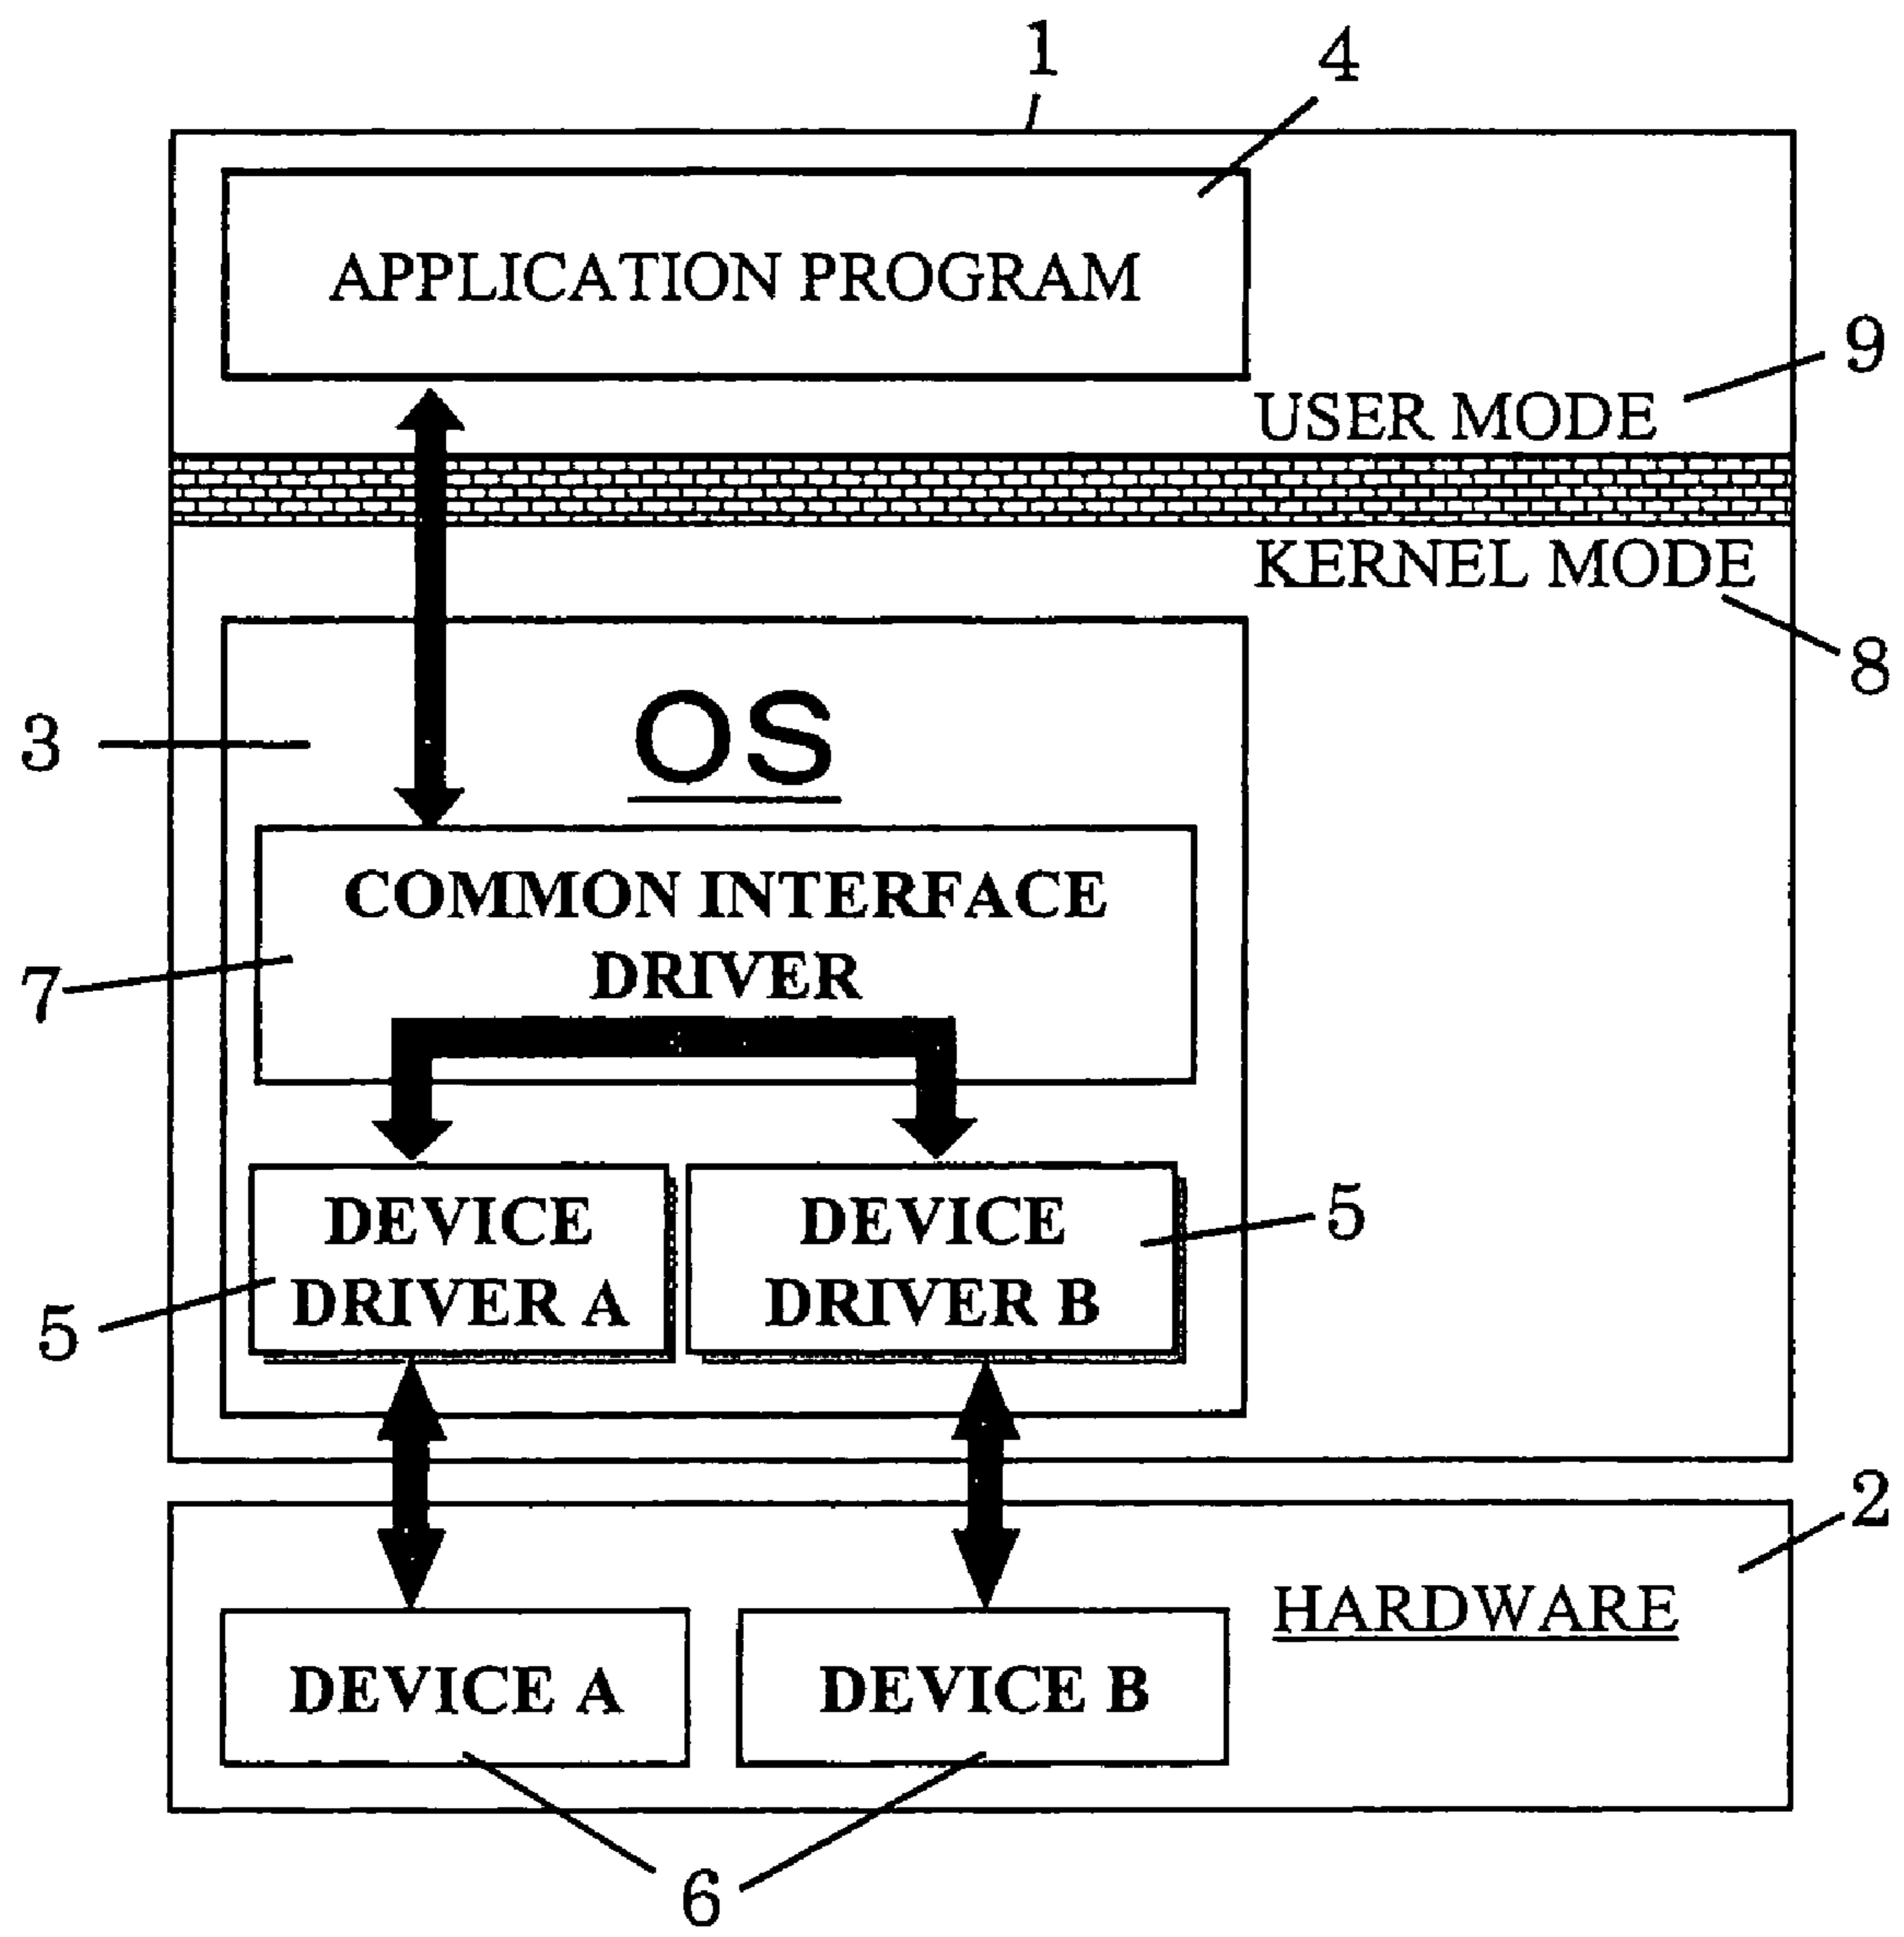 1
4
APPLICATION PROGRAM
9
USER MODE
KERNEL MODE
8
3
OS
COMMON INTERFACE
DRIVER
7
DEVICE
DRIVER A
DEVICE
DRIVER B
5
5
2
HARDWARE
DEVICE A
DEVICE B
6